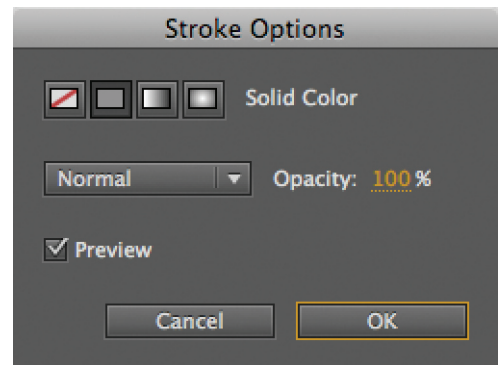 Stroke Options
Solid Color
Normal Opacity: 100 %
Preview
Cancel OK